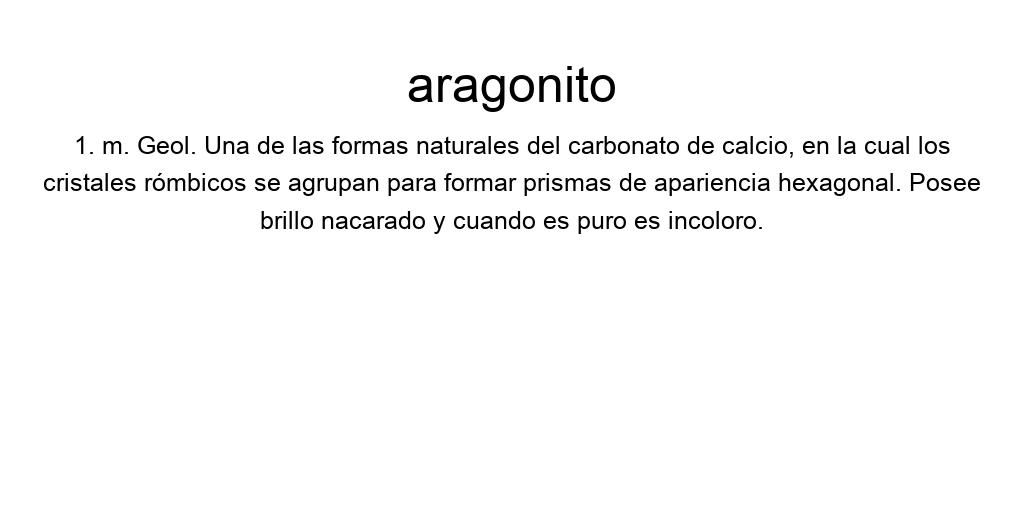 aragonito
1. m. Geol. Una de las formas naturales del carbonato de calcio, en la cual los
cristales rómbicos se agrupan para formar prismas de apariencia hexagonal. Posee
brillo nacarado y cuando es puro es incoloro.